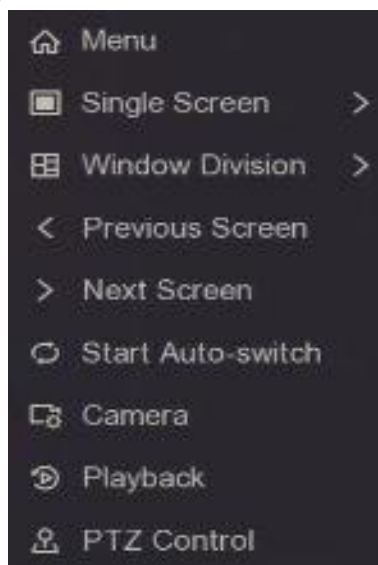 Menu
Single Screen
Window Division
Previous Screen
Next Screen
Start Auto-switch
Camera
Playback
PTZ Control